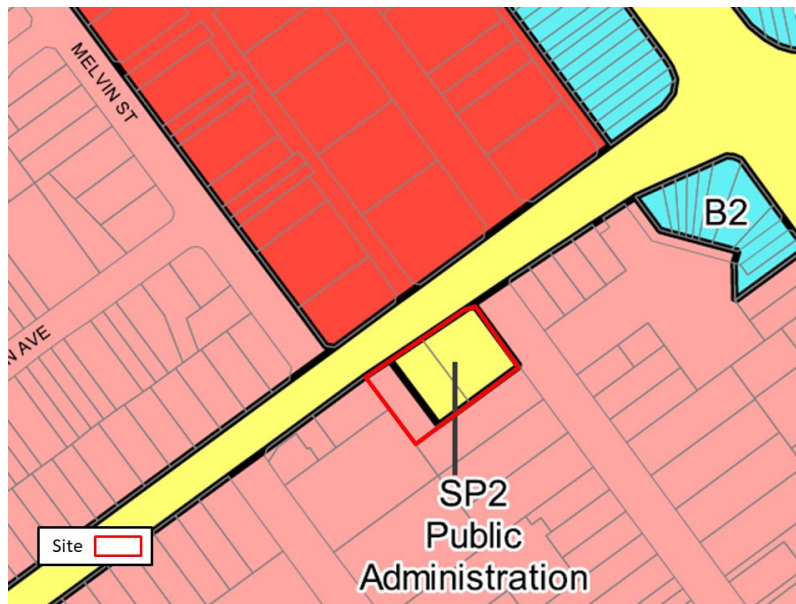 MELVIN ST
B2
N AVE
SP2
Public
Administration
Site